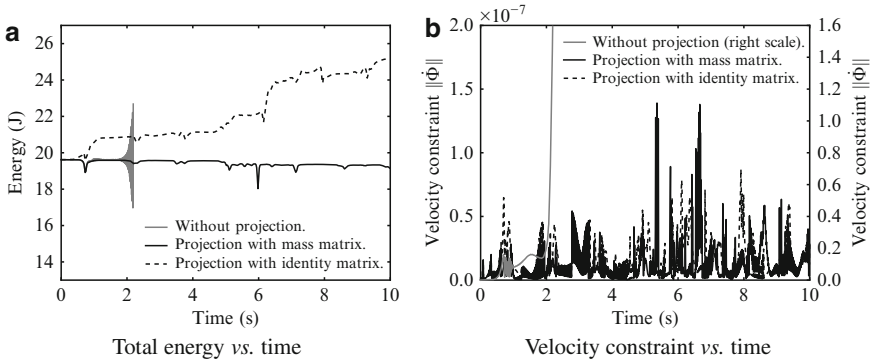 a
27
26
24
22
20
18
16
14
Energy (J)
Without projection.
Projection with mass matrix.
Projection with identity matrix.
0
2
4
6
8
10
Time (s)
Total energy vs. time
b
×10⁻⁷
2.0
1.5
1.0
0.5
0.0
Velocity constraint ||Φ̇||
Without projection (right scale).
Projection with mass matrix.
Projection with identity matrix.
1.6
1.4
1.2
1.0
0.8
0.6
0.4
0.2
0.0
Velocity constraint ||Φ̇||
0
2
4
6
8
10
Time (s)
Velocity constraint vs. time